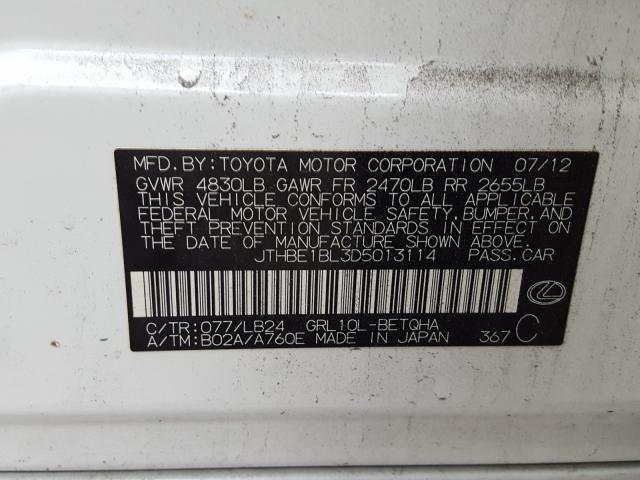 MFD. BY: TOYOTA MOTOR CORPORATION 07/12
GVWR 4830LB GAWR FR 2470LB RR 2655LB
THIS VEHICLE CONFORMS TO ALL APPLICABLE
FEDERAL MOTOR VEHICLE SAFETY, BUMPER, AND
THEFT PREVENTION STANDARDS IN EFFECT ON
THE DATE OF MANUFACTURE SHOWN ABOVE.
JTHBE1BL3D5013114 PASS. CAR
C/TR: 077/LB24 GRL10L-BETQHA
A/TM: B02A/A760E MADE IN JAPAN 367 C